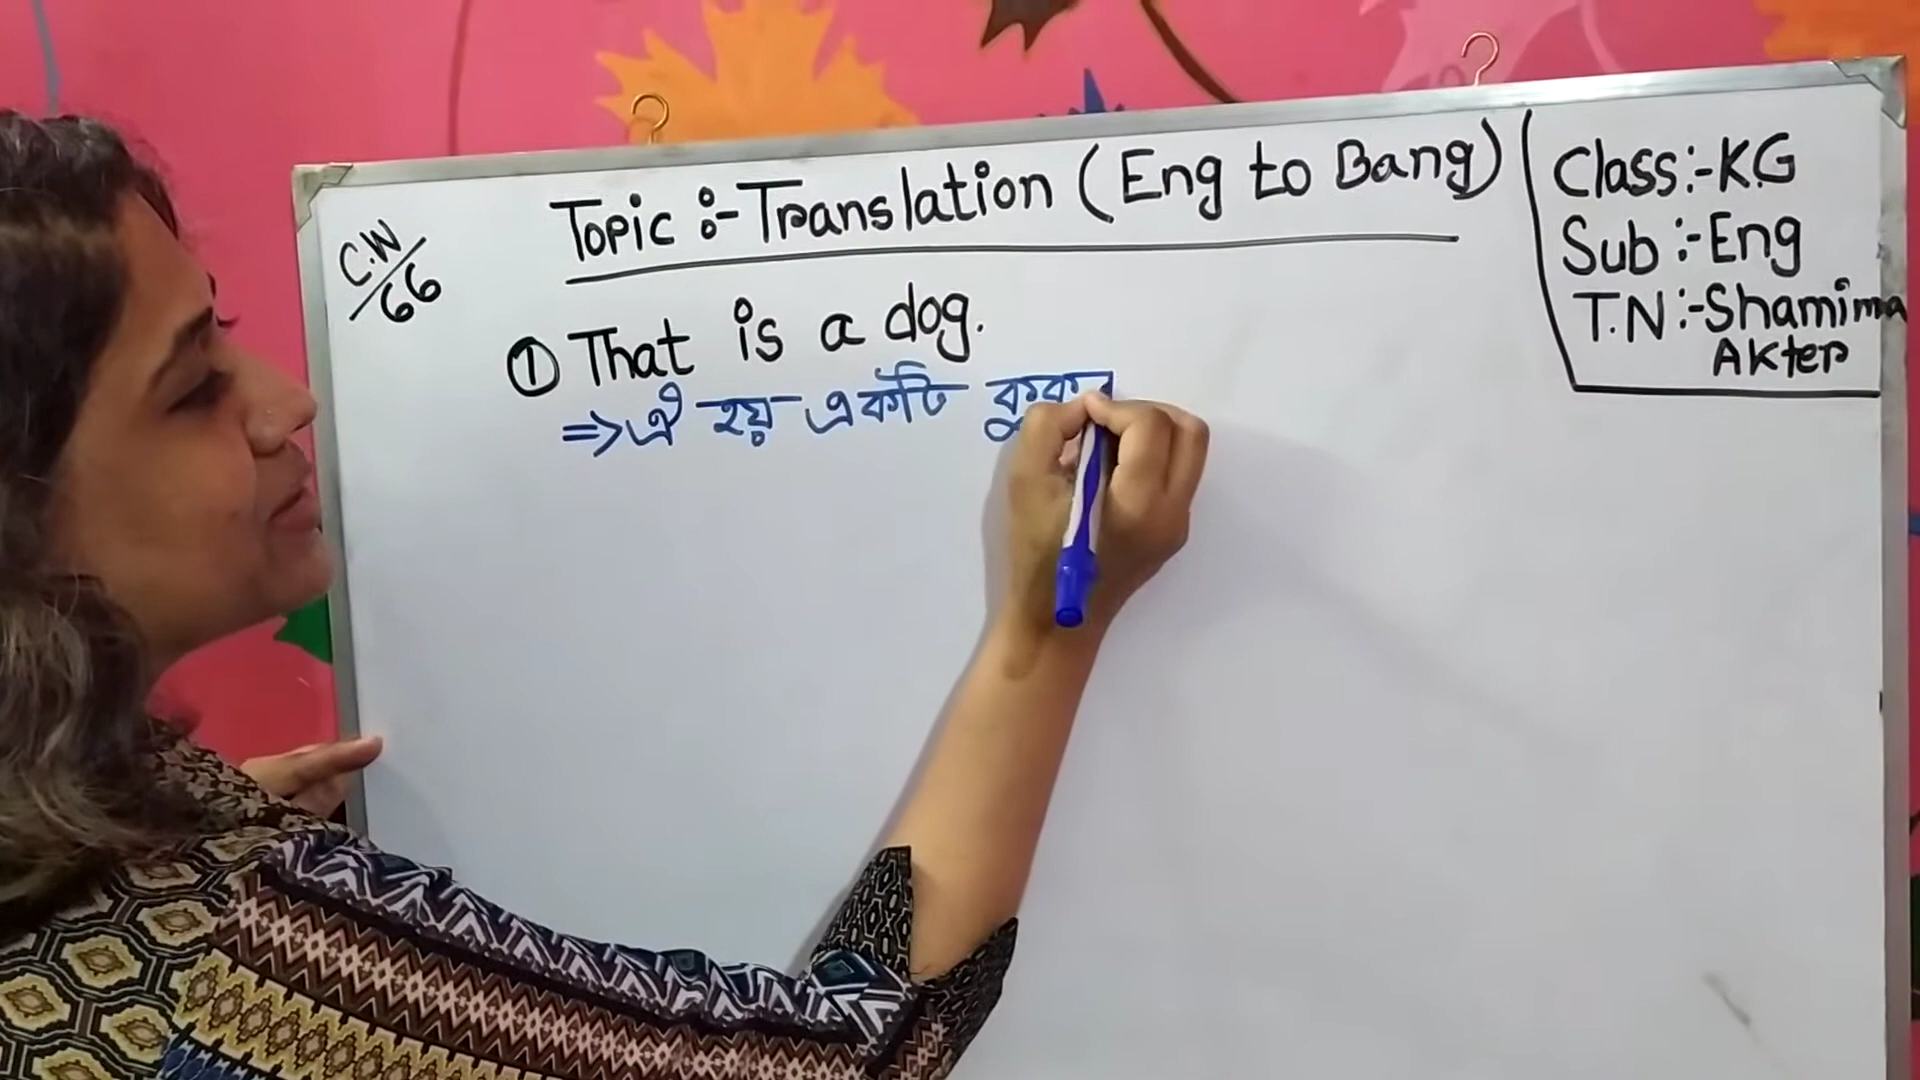 C.W/66
Topic :- Translation (Eng to Bang)
Class:- K.G
Sub :- Eng
T.N :- Shamima
Akter
① That is a dog.
=> ঐ হয় একটি